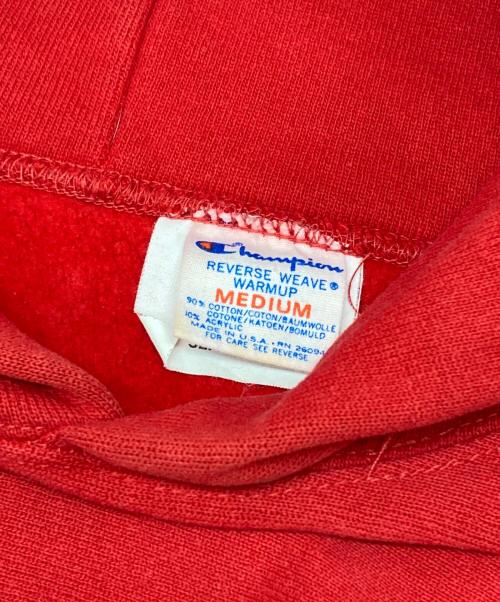 Champion
REVERSE WEAVE®
WARMUP
MEDIUM
90% COTTON/COTON/BAUMWOLLE
COTONE/KATOEN/BOMULD
10% ACRYLIC
MADE IN U.S.A. • RN 26094
FOR CARE SEE REVERSE